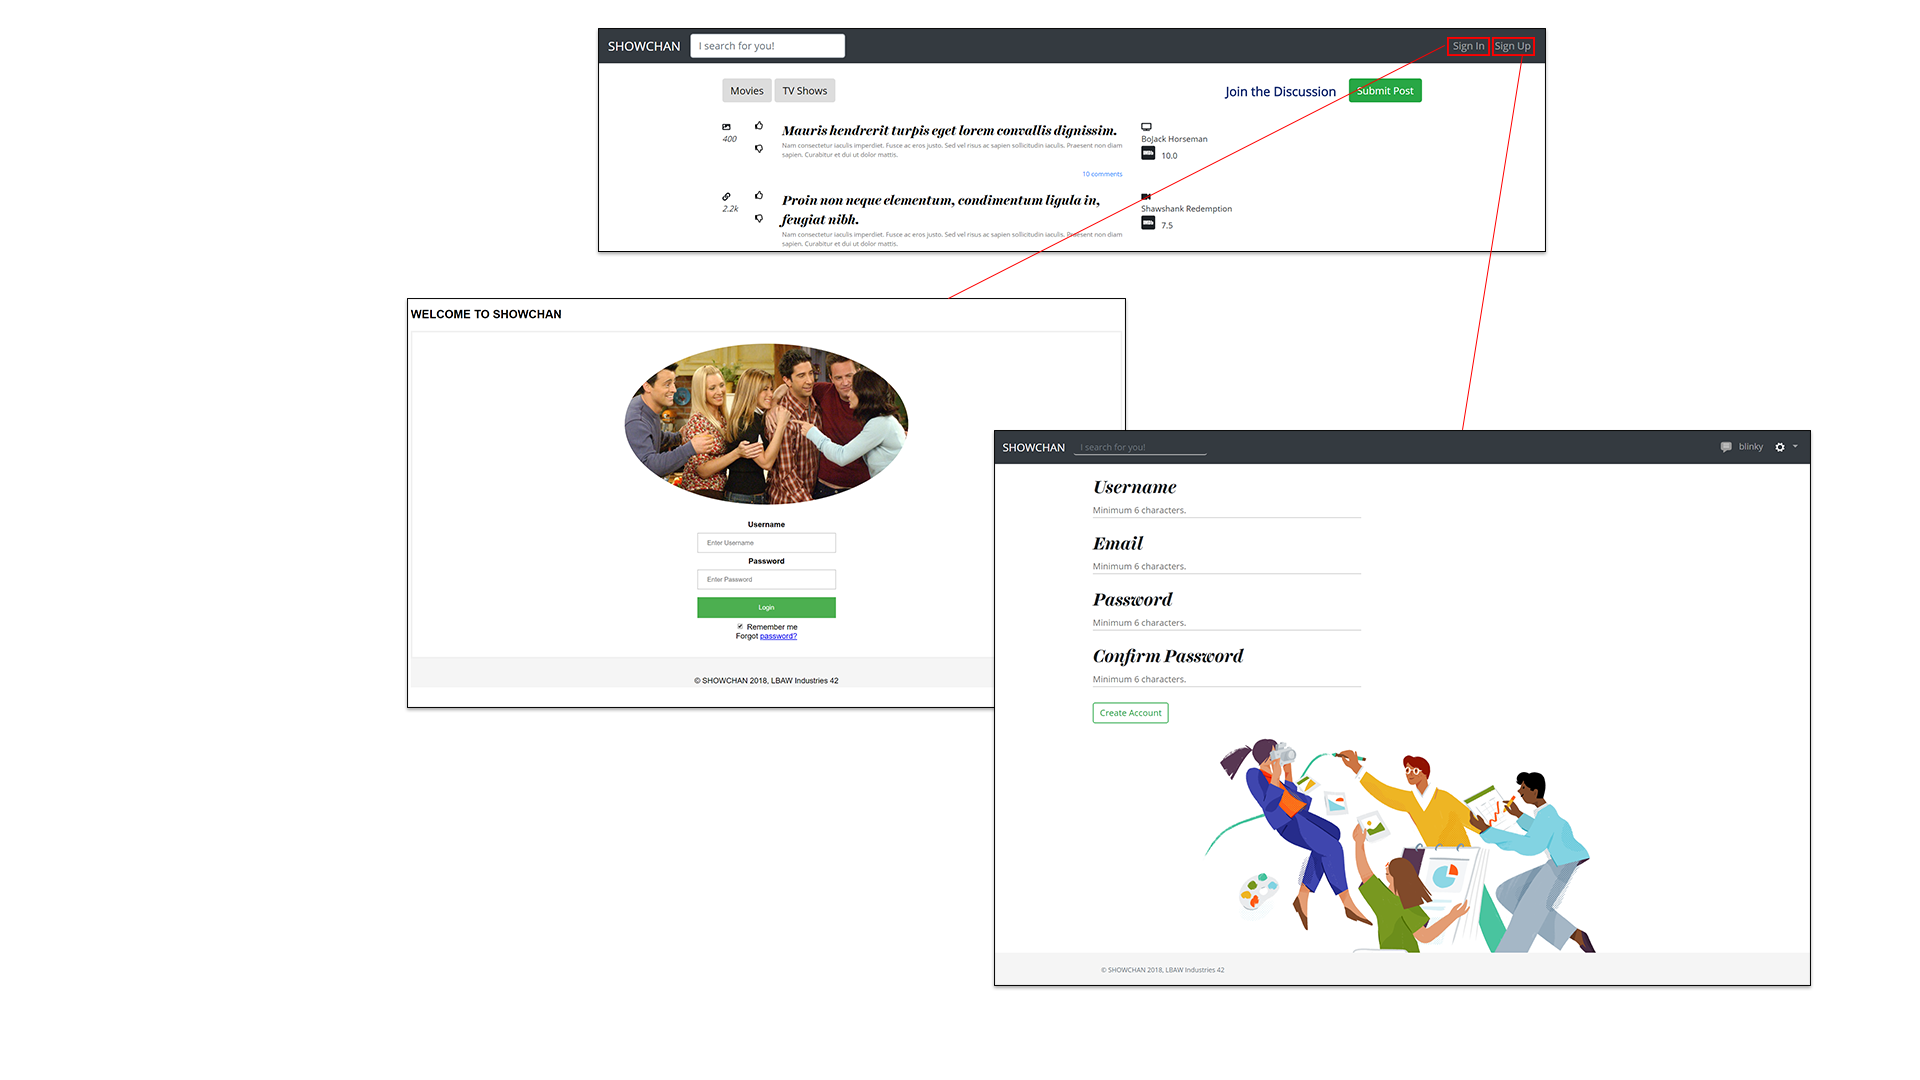 SHOWCHAN
I search for you!
Sign In
Sign Up
Movies
TV Shows
Join the Discussion
Submit Post
400
Mauris hendrerit turpis eget lorem convallis dignissim.
Nam consectetur iaculis imperdiet. Fusce ac eros justo. Sed vel risus ac sapien sollicitudin iaculis. Praesent non diam
sapien. Curabitur et dui ut dolor mattis.
10 comments
BoJack Horseman
10.0
2.2k
Proin non neque elementum, condimentum ligula in,
feugiat nibh.
Nam consectetur iaculis imperdiet. Fusce ac eros justo. Sed vel risus ac sapien sollicitudin iaculis. Praesent non diam
sapien. Curabitur et dui ut dolor mattis.
Shawshank Redemption
7.5
WELCOME TO SHOWCHAN
Username
Enter Username
Password
Enter Password
Login
Remember me
Forgot password?
© SHOWCHAN 2018, LBAW Industries 42
SHOWCHAN
I search for you!
blinky
Username
Minimum 6 characters.
Email
Minimum 6 characters.
Password
Minimum 6 characters.
Confirm Password
Minimum 6 characters.
Create Account
© SHOWCHAN 2018, LBAW Industries 42